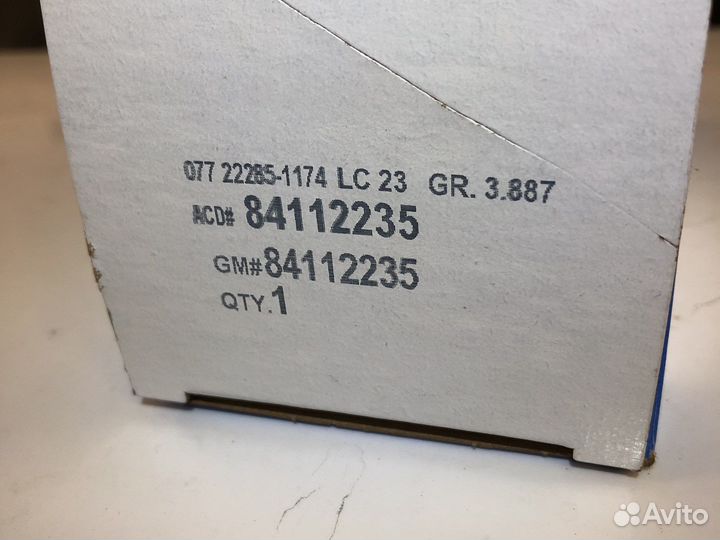 077 22285-1174 LC 23 GR. 3.887
ACD# 84112235
GM#84112235
QTY.1
Avito